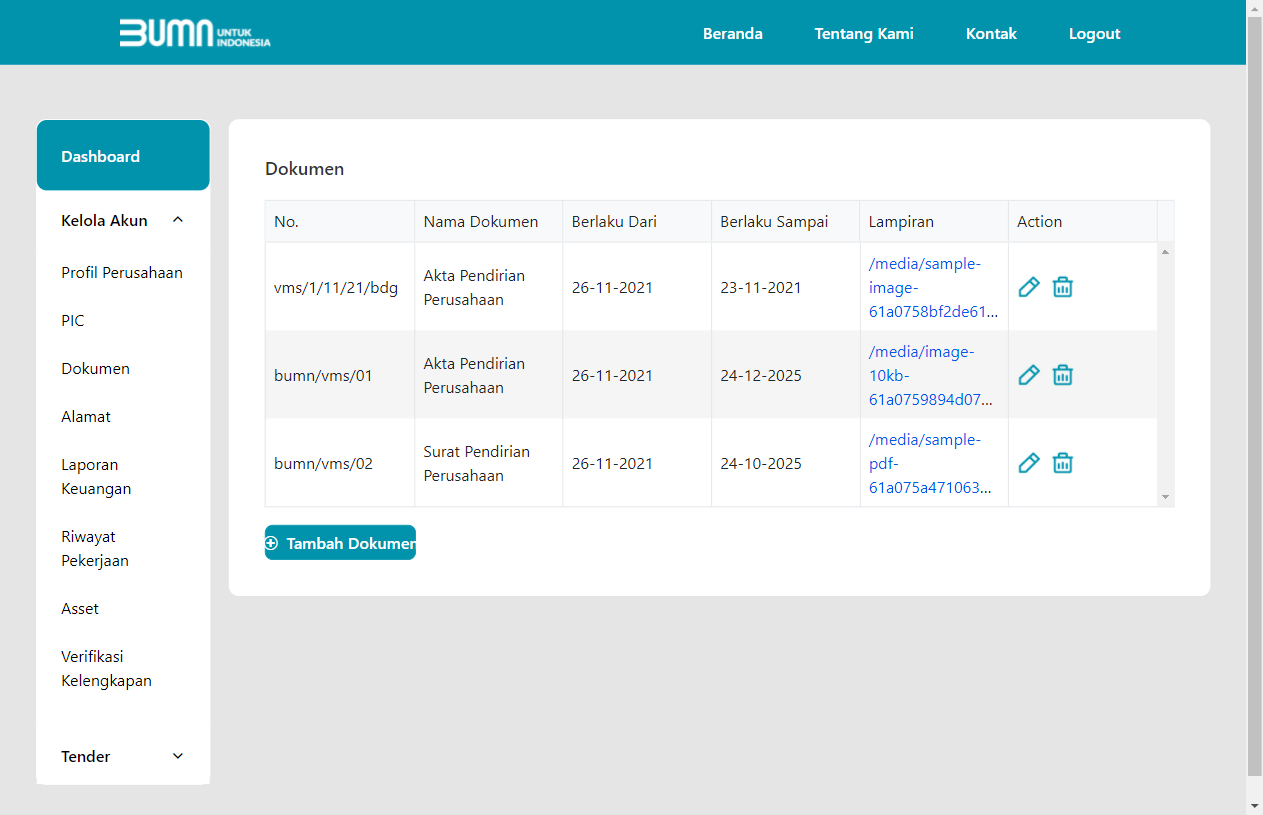 BUMN UNTUK INDONESIA
Beranda
Tentang Kami
Kontak
Logout
Dashboard
Kelola Akun
Profil Perusahaan
PIC
Dokumen
Alamat
Laporan
Keuangan
Riwayat
Pekerjaan
Asset
Verifikasi
Kelengkapan
Tender
Dokumen
No. Nama Dokumen Berlaku Dari Berlaku Sampai Lampiran Action
vms/1/11/21/bdg
Akta Pendirian
Perusahaan
26-11-2021
23-11-2021
/media/sample-
image-
61a0758bf2de61...
bumn/vms/01
Akta Pendirian
Perusahaan
26-11-2021
24-12-2025
/media/image-
10kb-
61a0759894d07...
bumn/vms/02
Surat Pendirian
Perusahaan
26-11-2021
24-10-2025
/media/sample-
pdf-
61a075a471063...
Tambah Dokumen